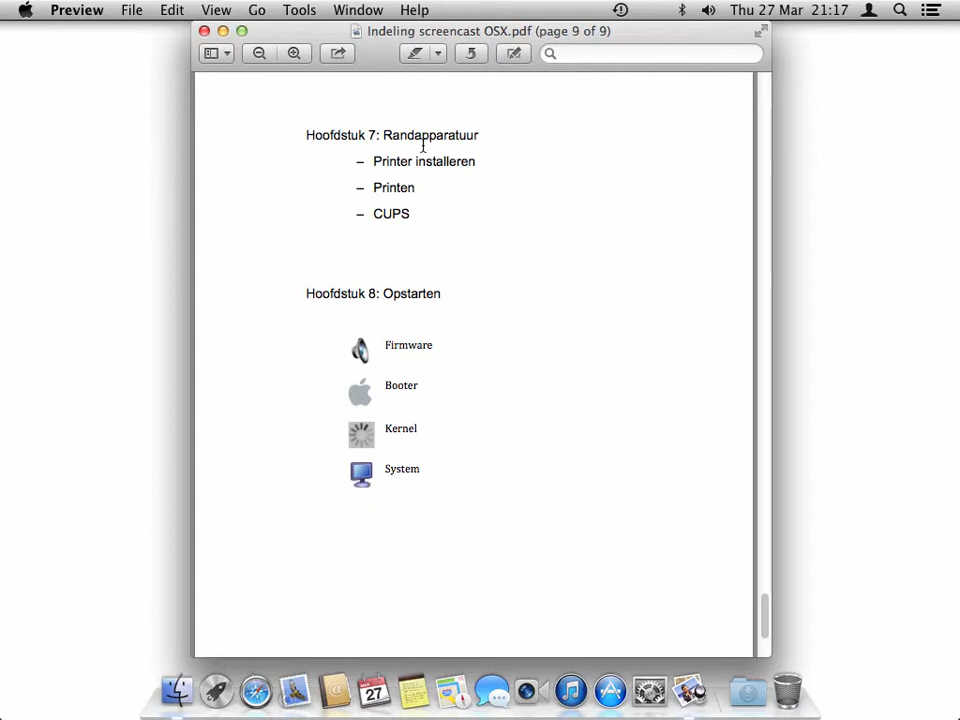 Preview File Edit View Go Tools Window Help Thu 27 Mar 21:17
Indeling screencast OSX.pdf (page 9 of 9)
Hoofdstuk 7: Randapparatuur
– Printer installeren
– Printen
– CUPS
Hoofdstuk 8: Opstarten
Firmware
Booter
Kernel
System
MAR
27